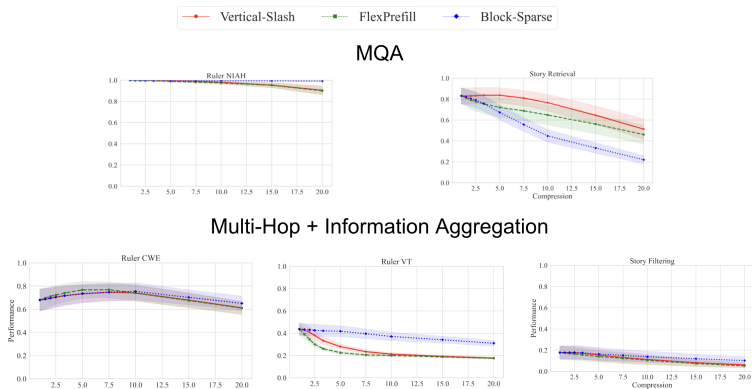 Vertical-Slash FlexPrefill Block-Sparse
MQA
Ruler NIAH
1.0
0.8
0.6
0.4
0.2
0.0
2.5 5.0 7.5 10.0 12.5 15.0 17.5 20.0
Story Retrieval
1.0
0.8
0.6
0.4
0.2
0.0
2.5 5.0 7.5 10.0 12.5 15.0 17.5 20.0
Compression
Multi-Hop + Information Aggregation
Ruler CWE
Performance
1.0
0.8
0.6
0.4
0.2
0.0
2.5 5.0 7.5 10.0 12.5 15.0 17.5 20.0
Ruler VT
1.0
0.8
0.6
0.4
0.2
0.0
2.5 5.0 7.5 10.0 12.5 15.0 17.5 20.0
Story Filtering
Performance
1.0
0.8
0.6
0.4
0.2
0.0
2.5 5.0 7.5 10.0 12.5 15.0 17.5 20.0
Compression